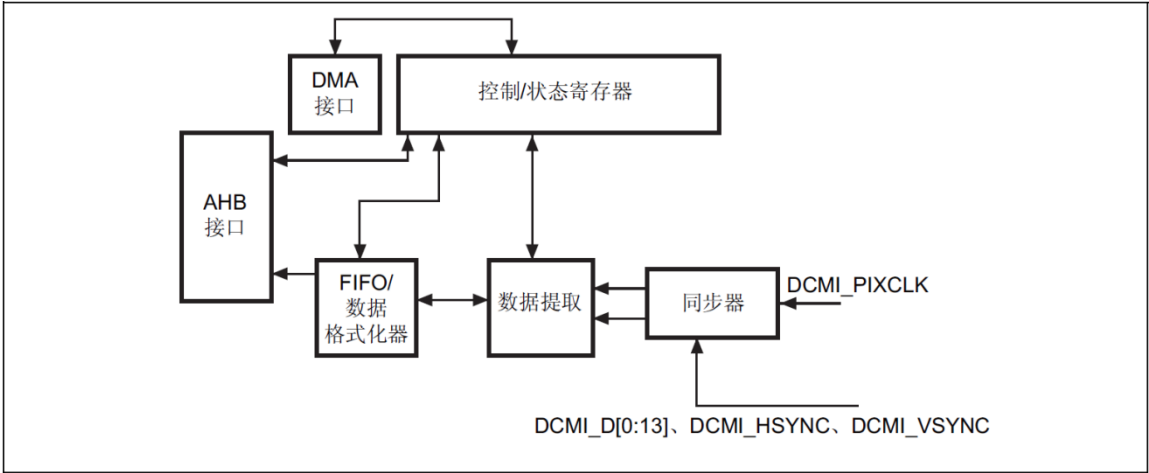 DMA
接口
控制/状态寄存器
AHB
接口
FIFO/
数据
格式化器
数据提取
同步器
DCMI_PIXCLK
DCMI_D[0:13]、DCMI_HSYNC、DCMI_VSYNC